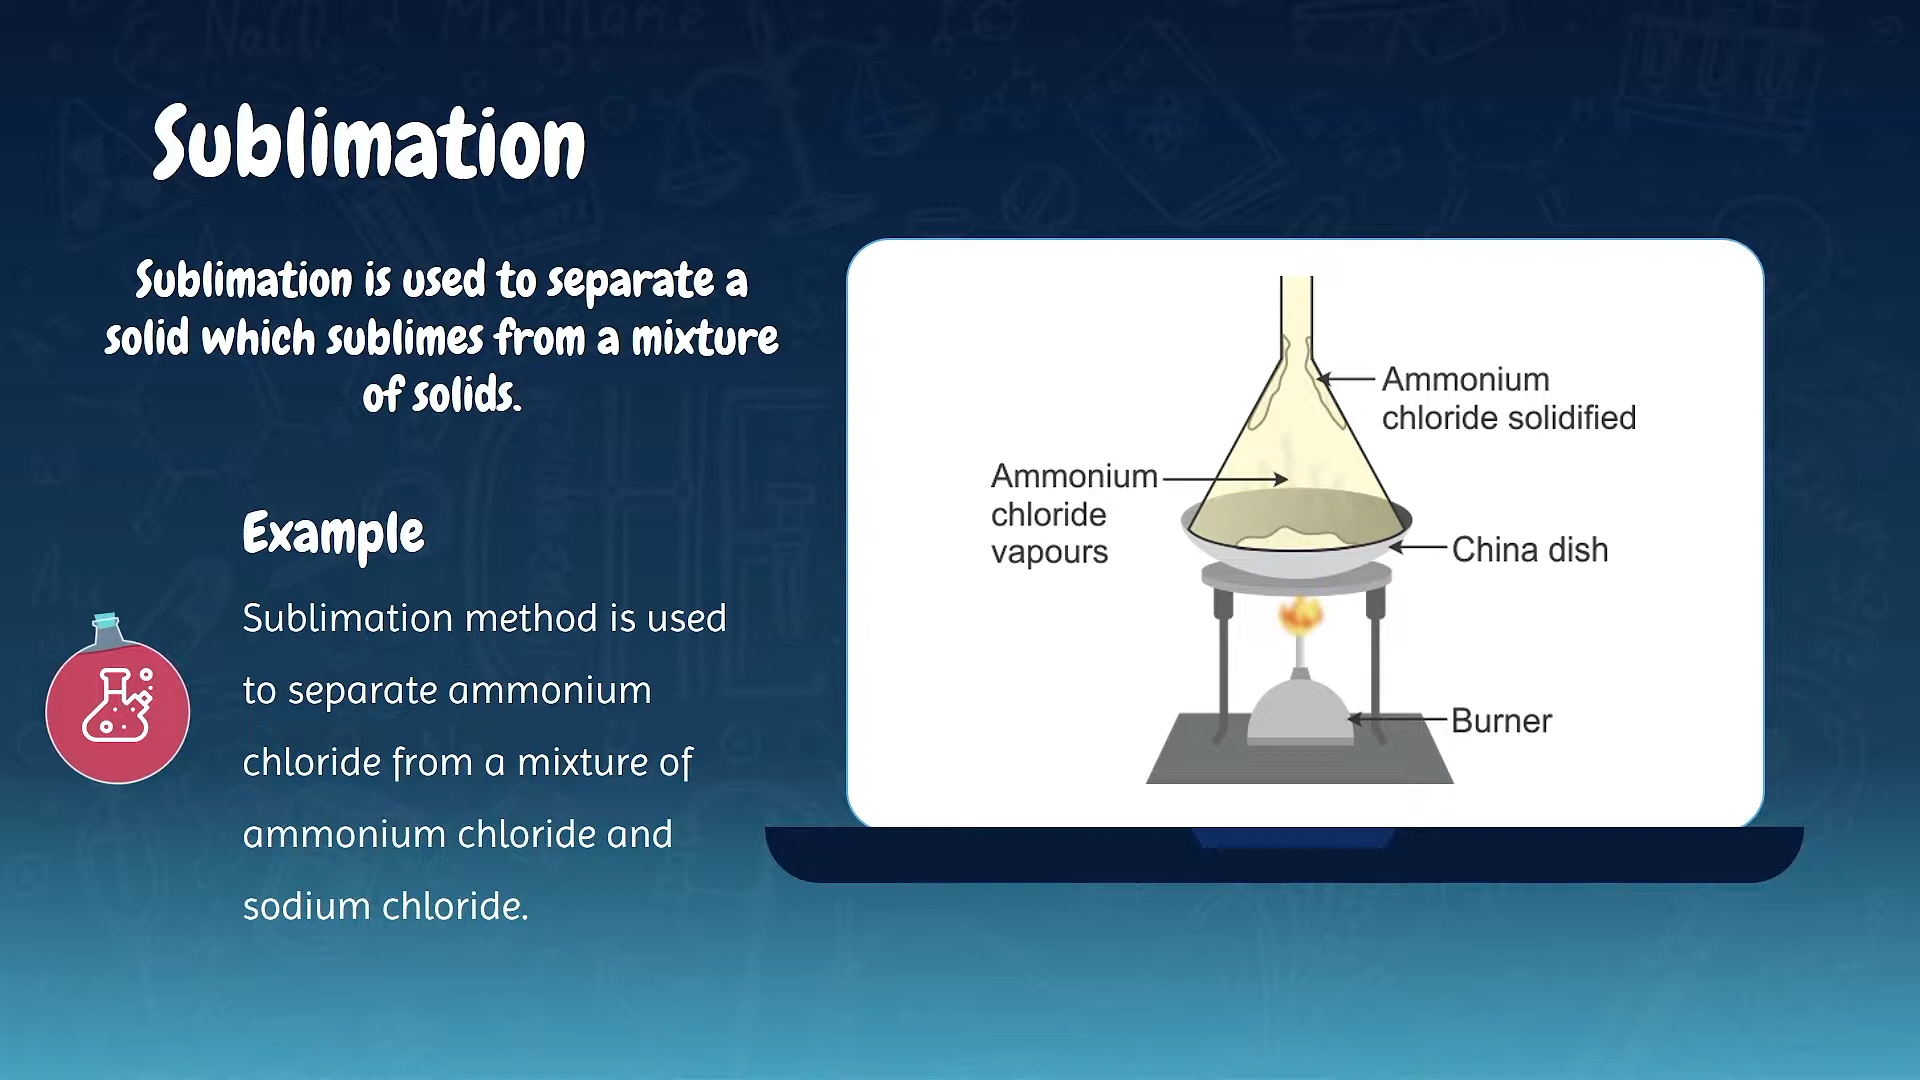 Sublimation
Sublimation is used to separate a
solid which sublimes from a mixture
of solids.
Example
Sublimation method is used
to separate ammonium
chloride from a mixture of
ammonium chloride and
sodium chloride.
Ammonium
chloride solidified
Ammonium
chloride
vapours
China dish
Burner